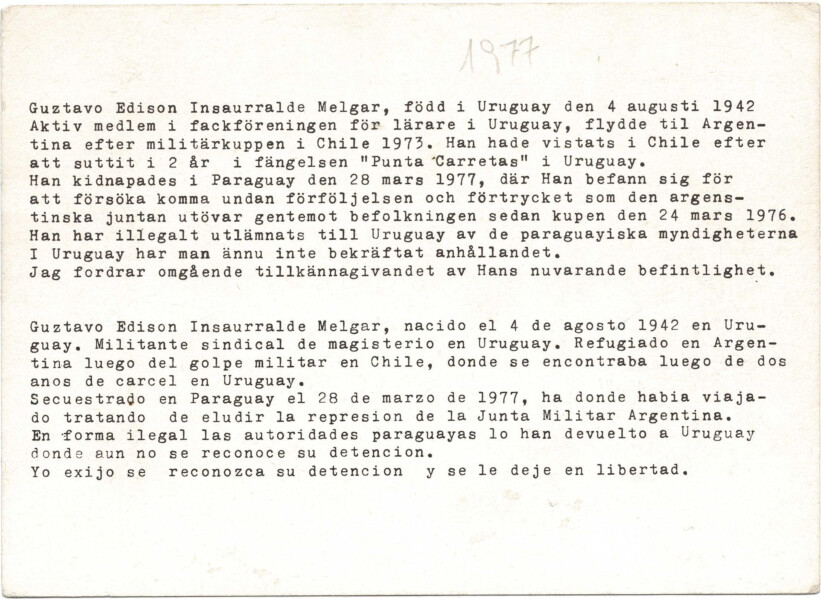 1977
Guztavo Edison Insaurralde Melgar, född i Uruguay den 4 augusti 1942
Aktiv medlem i fackföreningen för lärare i Uruguay, flydde til Argen-
tina efter militärkuppen i Chile 1973. Han hade vistats i Chile efter
att suttit i 2 år i fängelsen "Punta Carretas" i Uruguay.
Han kidnapades i Paraguay den 28 mars 1977, där Han befann sig för
att försöka komma undan förföljelsen och förtrycket som den argens-
tinska juntan utövar gentemot befolkningen sedan kupen den 24 mars 1976.
Han har illegalt utlämnats till Uruguay av de paraguayiska myndigheterna
I Uruguay har man ännu inte bekräftat anhållandet.
Jag fordrar omgående tillkännagivandet av Hans nuvarande befintlighet.
Guztavo Edison Insaurralde Melgar, nacido el 4 de agosto 1942 en Uru-
guay. Militante sindical de magisterio en Uruguay. Refugiado en Argen-
tina luego del golpe militar en Chile, donde se encontraba luego de dos
anos de carcel en Uruguay.
Secuestrado en Paraguay el 28 de marzo de 1977, ha donde habia viaja-
do tratando de eludir la represion de la Junta Militar Argentina.
En forma ilegal las autoridades paraguayas lo han devuelto a Uruguay
donde aun no se reconoce su detencion.
Yo exijo se reconozca su detencion y se le deje en libertad.